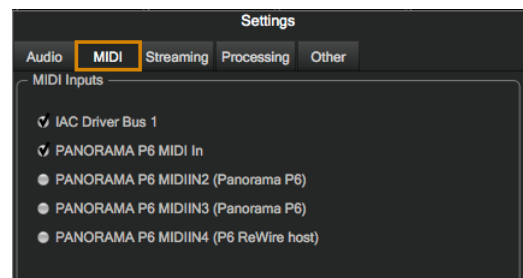 Settings
Audio MIDI Streaming Processing Other
MIDI Inputs
IAC Driver Bus 1
PANORAMA P6 MIDI In
PANORAMA P6 MIDIIN2 (Panorama P6)
PANORAMA P6 MIDIIN3 (Panorama P6)
PANORAMA P6 MIDIIN4 (P6 ReWire host)